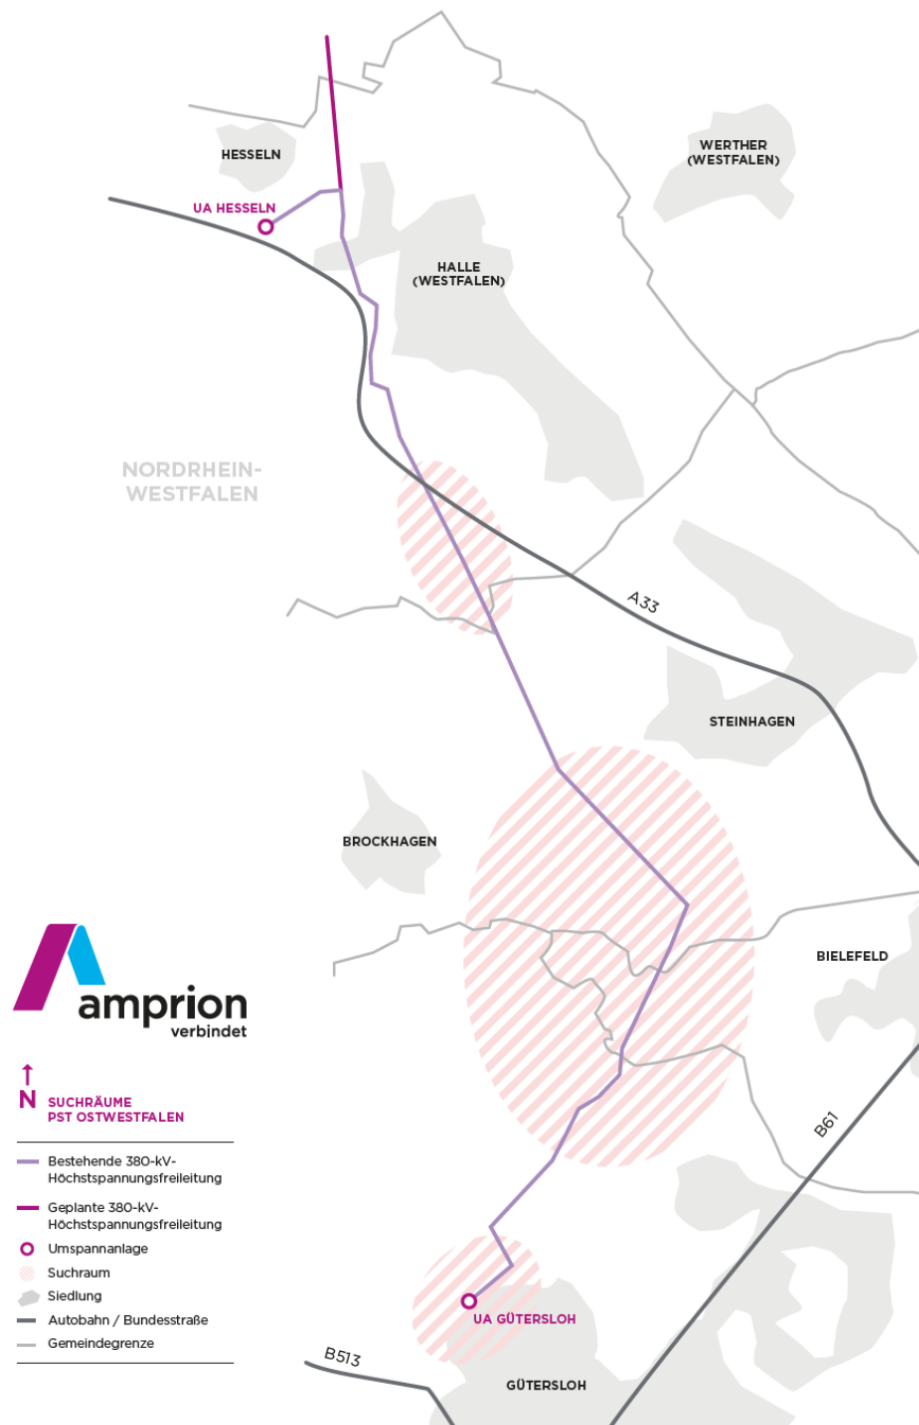 HESSELN
WERTHER
(WESTFALEN)
UA HESSELN
HALLE
(WESTFALEN)
NORDRHEIN-
WESTFALEN
A33
STEINHAGEN
BROCKHAGEN
BIELEFELD
amprion
verbindet
N
SUCHRÄUME
PST OSTWESTFALEN
B61
Bestehende 380-kV-
Höchstspannungsfreileitung
Geplante 380-kV-
Höchstspannungsfreileitung
Umspannanlage
Suchraum
Siedlung
Autobahn / Bundesstraße
Gemeindegrenze
UA GÜTERSLOH
B513
GÜTERSLOH